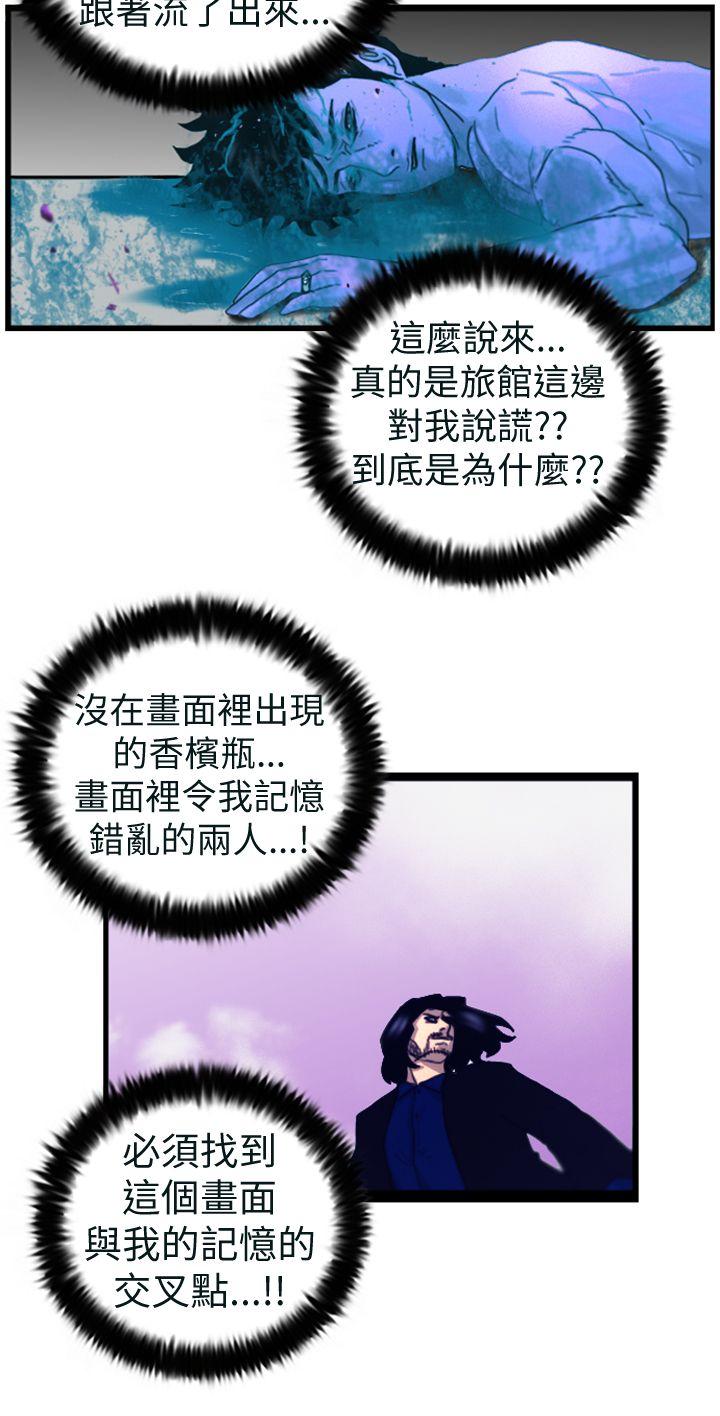 跟著流了出來...
這麼說來...
真的是旅館這邊
對我說謊??
到底是為什麼??
沒在畫面裡出現
的香檳瓶...
畫面裡令我記憶
錯亂的兩人...!
必須找到
這個畫面
與我的記憶的
交叉點...!!